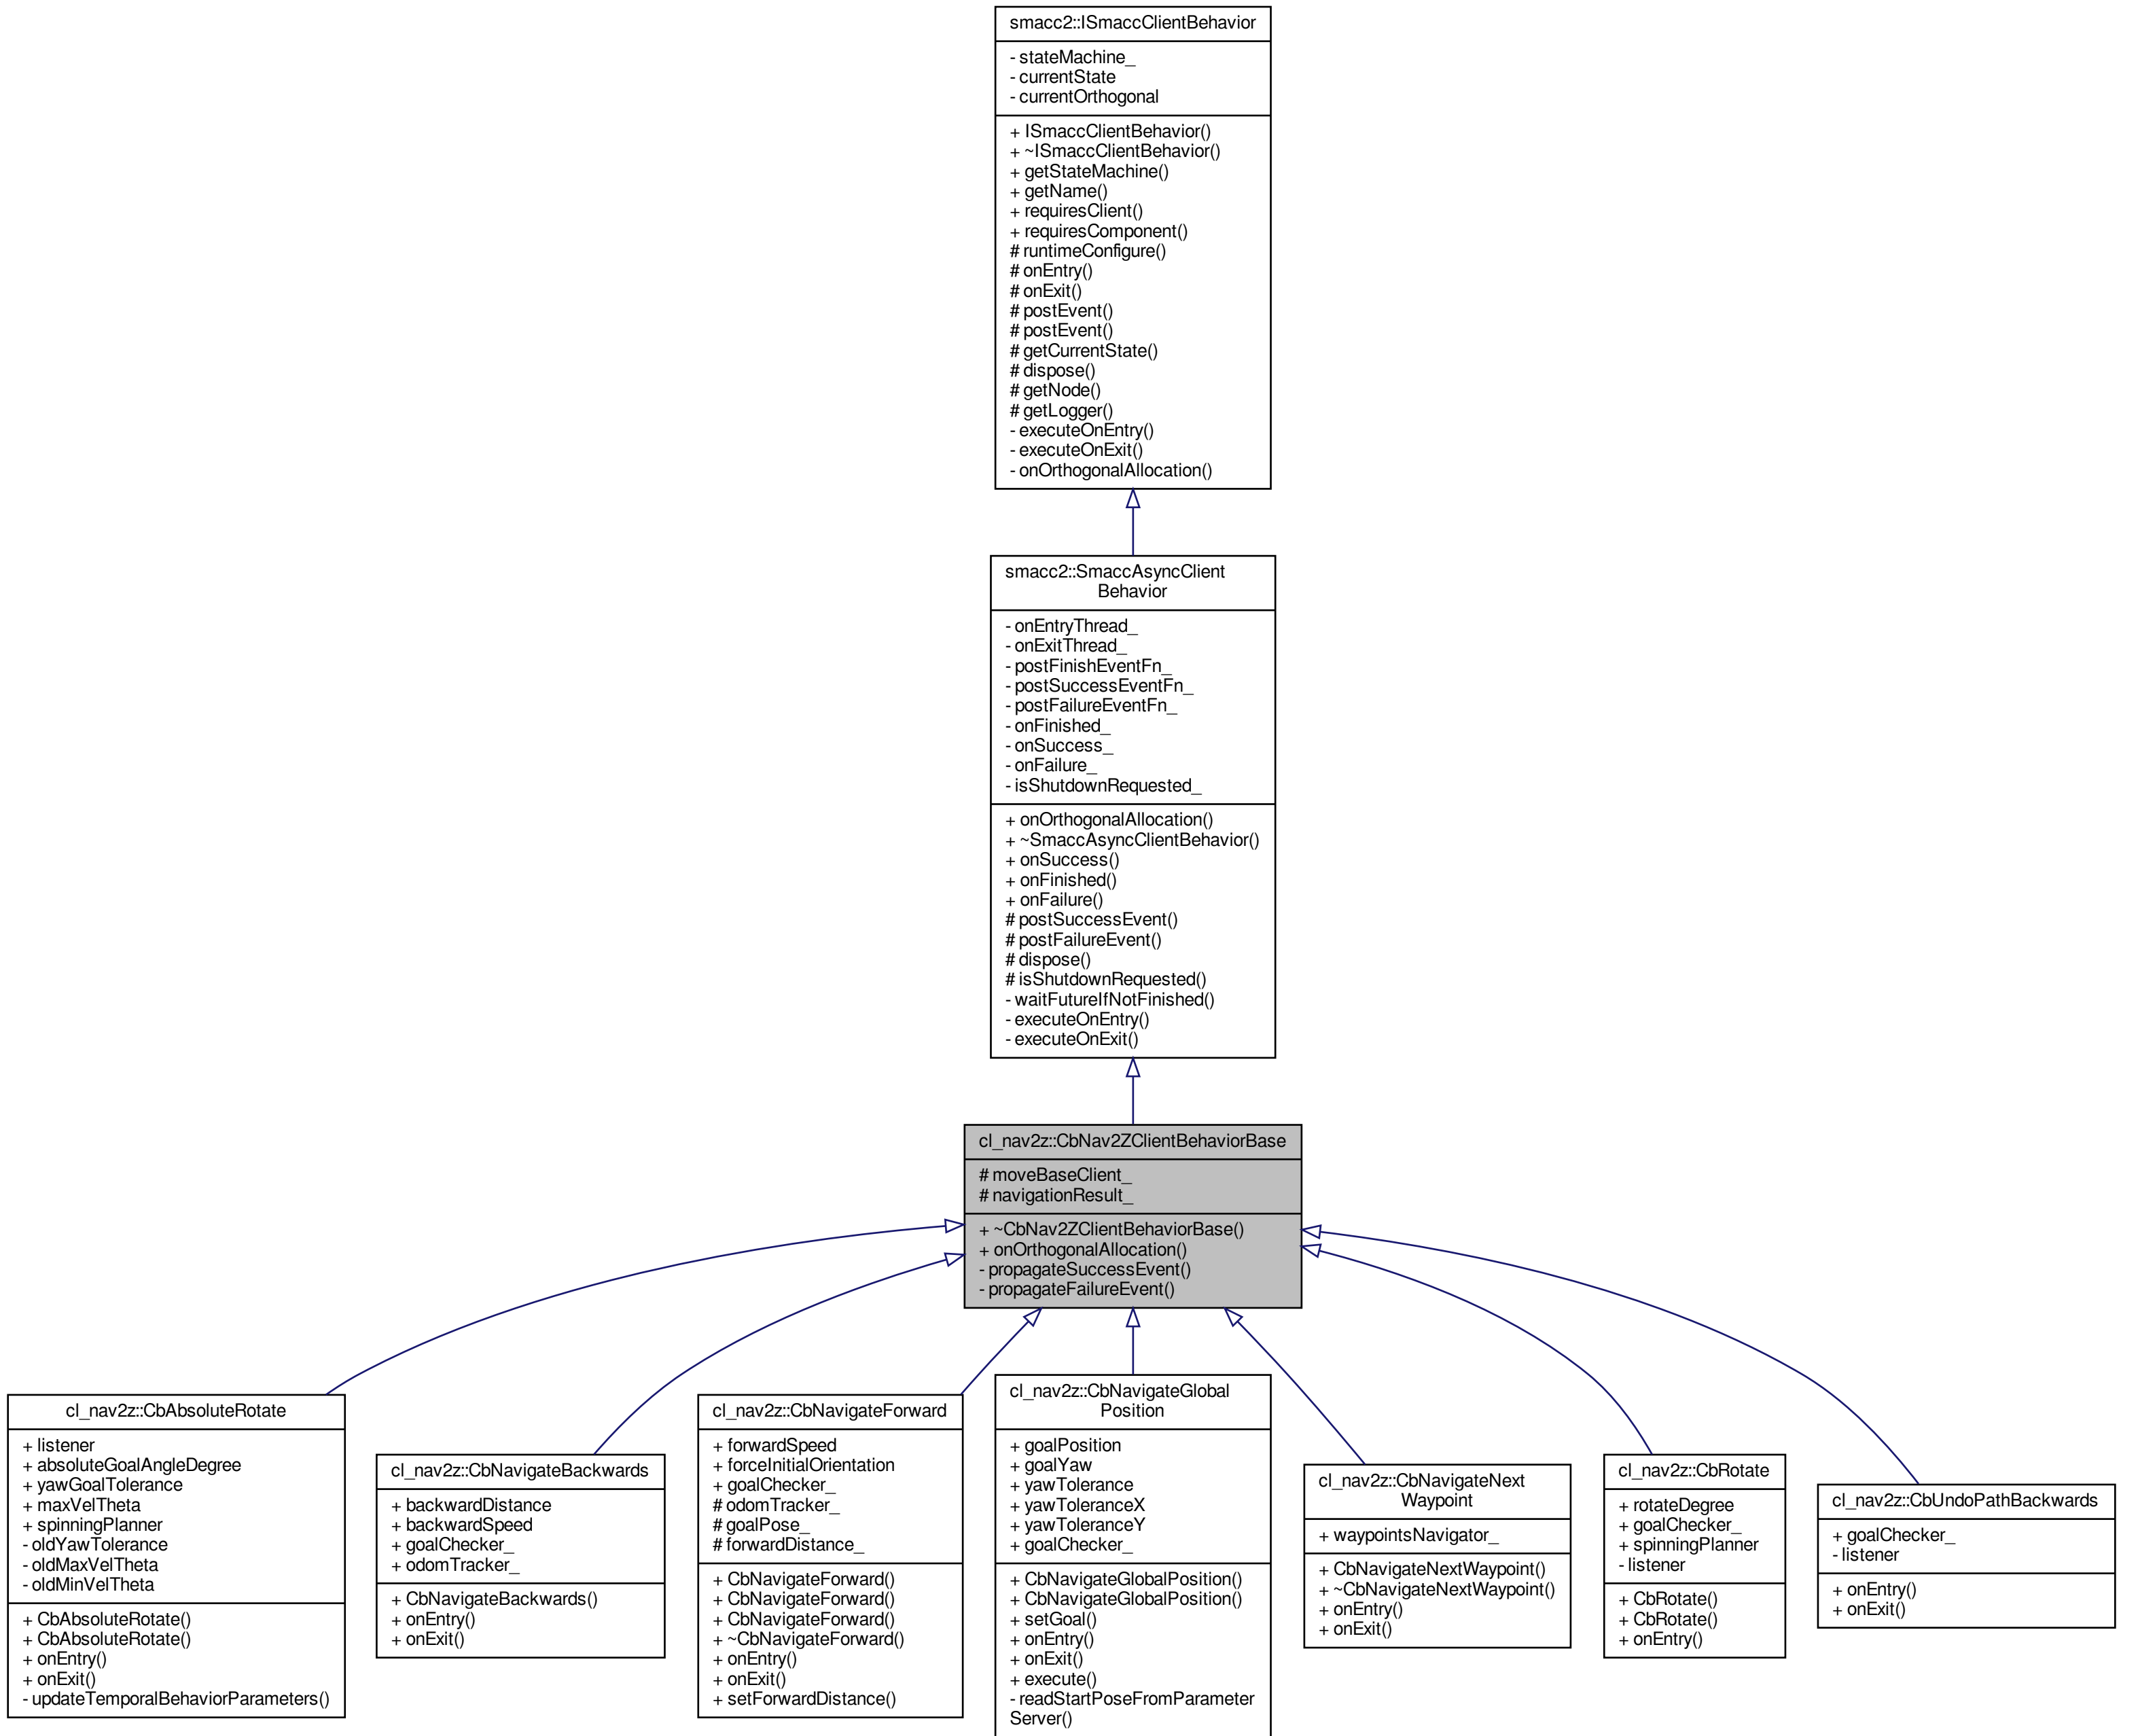 smacc2::ISmaccClientBehavior
- stateMachine_
- currentState
- currentOrthogonal
+ ISmaccClientBehavior()
+ ~ISmaccClientBehavior()
+ getStateMachine()
+ getName()
+ requiresClient()
+ requiresComponent()
# runtimeConfigure()
# onEntry()
# onExit()
# postEvent()
# postEvent()
# getCurrentState()
# dispose()
# getNode()
# getLogger()
- executeOnEntry()
- executeOnExit()
- onOrthogonalAllocation()
smacc2::SmaccAsyncClient
Behavior
- onEntryThread_
- onExitThread_
- postFinishEventFn_
- postSuccessEventFn_
- postFailureEventFn_
- onFinished_
- onSuccess_
- onFailure_
- isShutdownRequested_
+ onOrthogonalAllocation()
+ ~SmaccAsyncClientBehavior()
+ onSuccess()
+ onFinished()
+ onFailure()
# postSuccessEvent()
# postFailureEvent()
# dispose()
# isShutdownRequested()
- waitFutureIfNotFinished()
- executeOnEntry()
- executeOnExit()
cl_nav2z::CbNav2ZClientBehaviorBase
# moveBaseClient_
# navigationResult_
+ ~CbNav2ZClientBehaviorBase()
+ onOrthogonalAllocation()
- propagateSuccessEvent()
- propagateFailureEvent()
cl_nav2z::CbAbsoluteRotate
+ listener
+ absoluteGoalAngleDegree
+ yawGoalTolerance
+ maxVelTheta
+ spinningPlanner
- oldYawTolerance
- oldMaxVelTheta
- oldMinVelTheta
+ CbAbsoluteRotate()
+ CbAbsoluteRotate()
+ onEntry()
+ onExit()
- updateTemporalBehaviorParameters()
cl_nav2z::CbNavigateBackwards
+ backwardDistance
+ backwardSpeed
+ goalChecker_
+ odomTracker_
+ CbNavigateBackwards()
+ onEntry()
+ onExit()
cl_nav2z::CbNavigateForward
+ forwardSpeed
+ forceInitialOrientation
+ goalChecker_
# odomTracker_
# goalPose_
# forwardDistance_
+ CbNavigateForward()
+ CbNavigateForward()
+ CbNavigateForward()
+ ~CbNavigateForward()
+ onEntry()
+ onExit()
+ setForwardDistance()
cl_nav2z::CbNavigateGlobal
Position
+ goalPosition
+ goalYaw
+ yawTolerance
+ yawToleranceX
+ yawToleranceY
+ goalChecker_
+ CbNavigateGlobalPosition()
+ CbNavigateGlobalPosition()
+ setGoal()
+ onEntry()
+ onExit()
+ execute()
- readStartPoseFromParameter
Server()
cl_nav2z::CbNavigateNext
Waypoint
+ waypointsNavigator_
+ CbNavigateNextWaypoint()
+ ~CbNavigateNextWaypoint()
+ onEntry()
+ onExit()
cl_nav2z::CbRotate
+ rotateDegree
+ goalChecker_
+ spinningPlanner
- listener
+ CbRotate()
+ CbRotate()
+ onEntry()
cl_nav2z::CbUndoPathBackwards
+ goalChecker_
- listener
+ onEntry()
+ onExit()